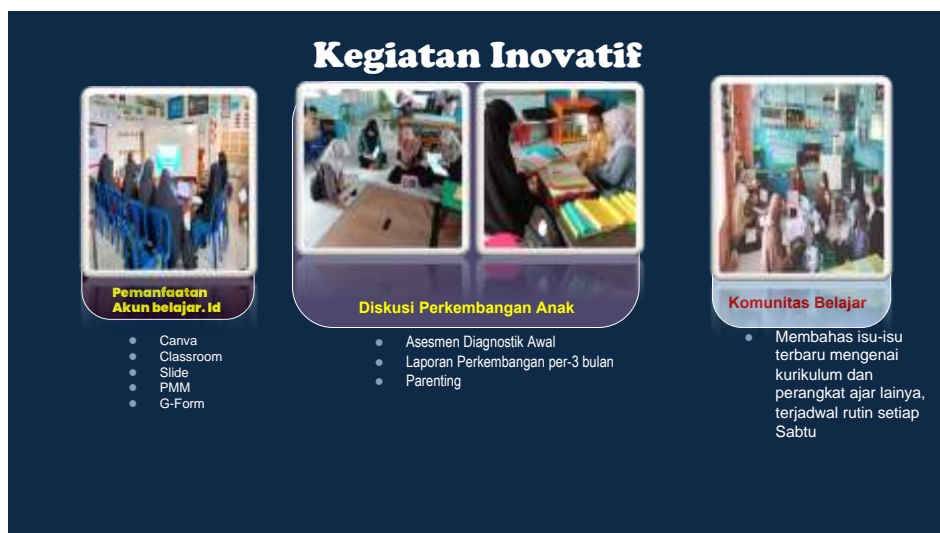 Kegiatan Inovatif
Pemanfaatan
Akun belajar.Id
Canva
Classroom
Slide
PMM
G-Form
Diskusi Perkembangan Anak
Asesmen Diagnostik Awal
Laporan Perkembangan per-3 bulan
Parenting
Komunitas Belajar
Membahas isu-isu
terbaru mengenai
kurikulum dan
perangkat ajar lainya,
terjadwal rutin setiap
Sabtu